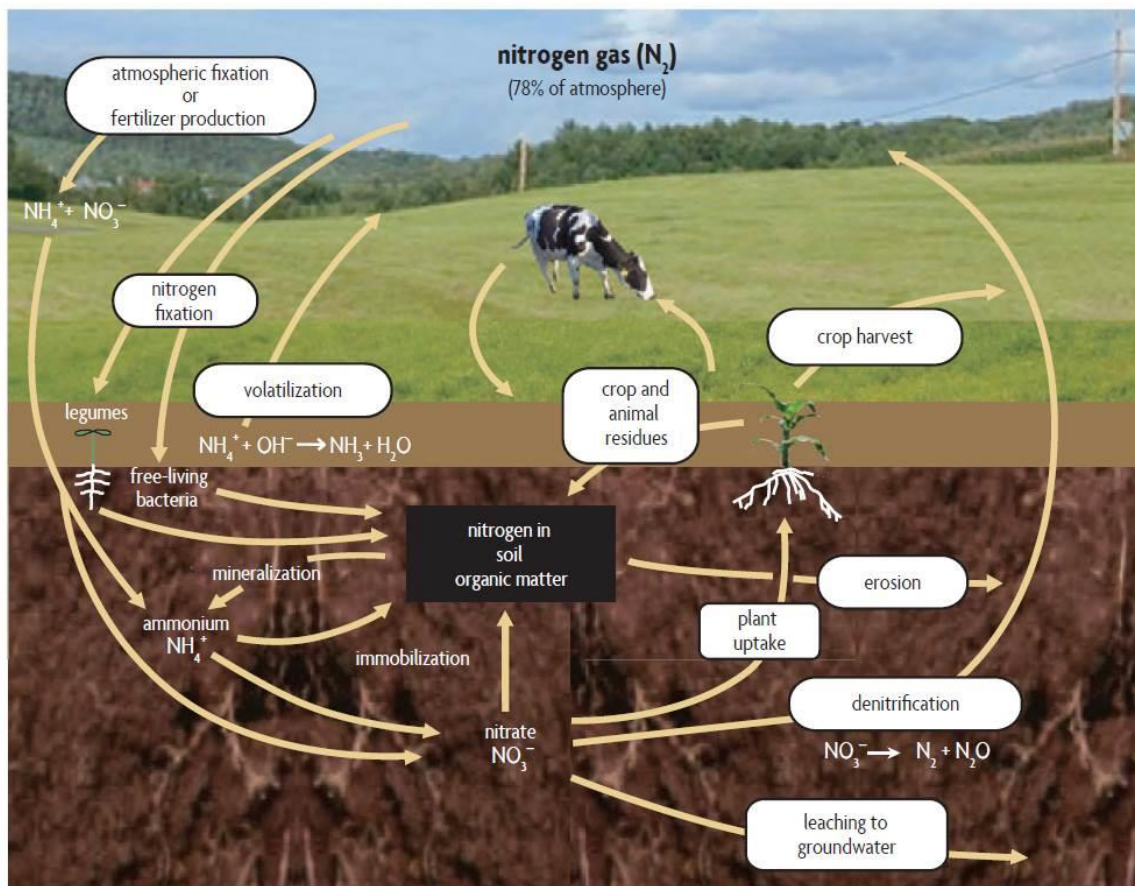 nitrogen gas (N₂)
(78% of atmosphere)
atmospheric fixation
or
fertilizer production
NH₄⁺ + NO₃⁻
nitrogen
fixation
crop harvest
volatilization
crop and
animal
residues
legumes
NH₄⁺ + OH⁻ → NH₃ + H₂O
free-living
bacteria
nitrogen in
soil
organic matter
mineralization
erosion
ammonium
NH₄⁺
plant
uptake
immobilization
denitrification
nitrate
NO₃⁻
NO₃⁻ → N₂ + N₂O
leaching to
groundwater